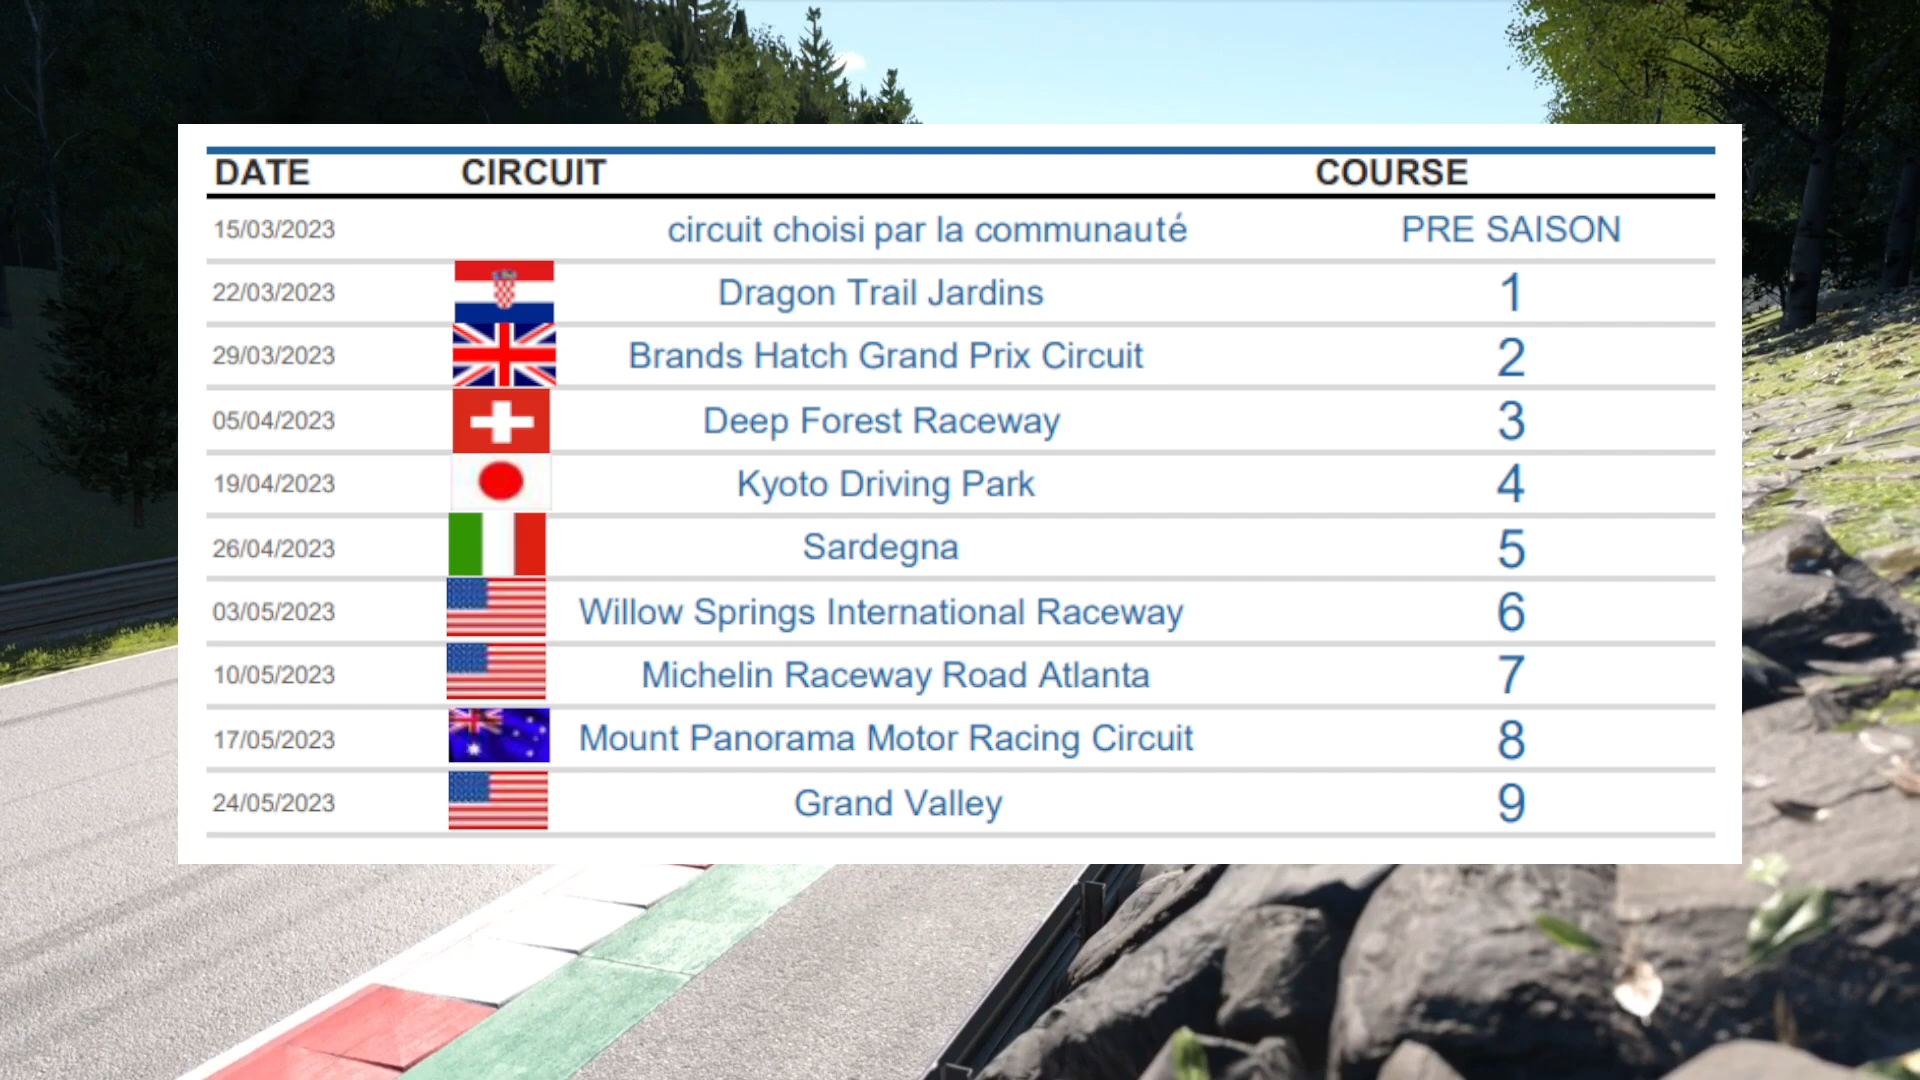 DATE CIRCUIT COURSE
15/03/2023 circuit choisi par la communauté PRE SAISON
22/03/2023 Dragon Trail Jardins 1
29/03/2023 Brands Hatch Grand Prix Circuit 2
05/04/2023 Deep Forest Raceway 3
19/04/2023 Kyoto Driving Park 4
26/04/2023 Sardegna 5
03/05/2023 Willow Springs International Raceway 6
10/05/2023 Michelin Raceway Road Atlanta 7
17/05/2023 Mount Panorama Motor Racing Circuit 8
24/05/2023 Grand Valley 9